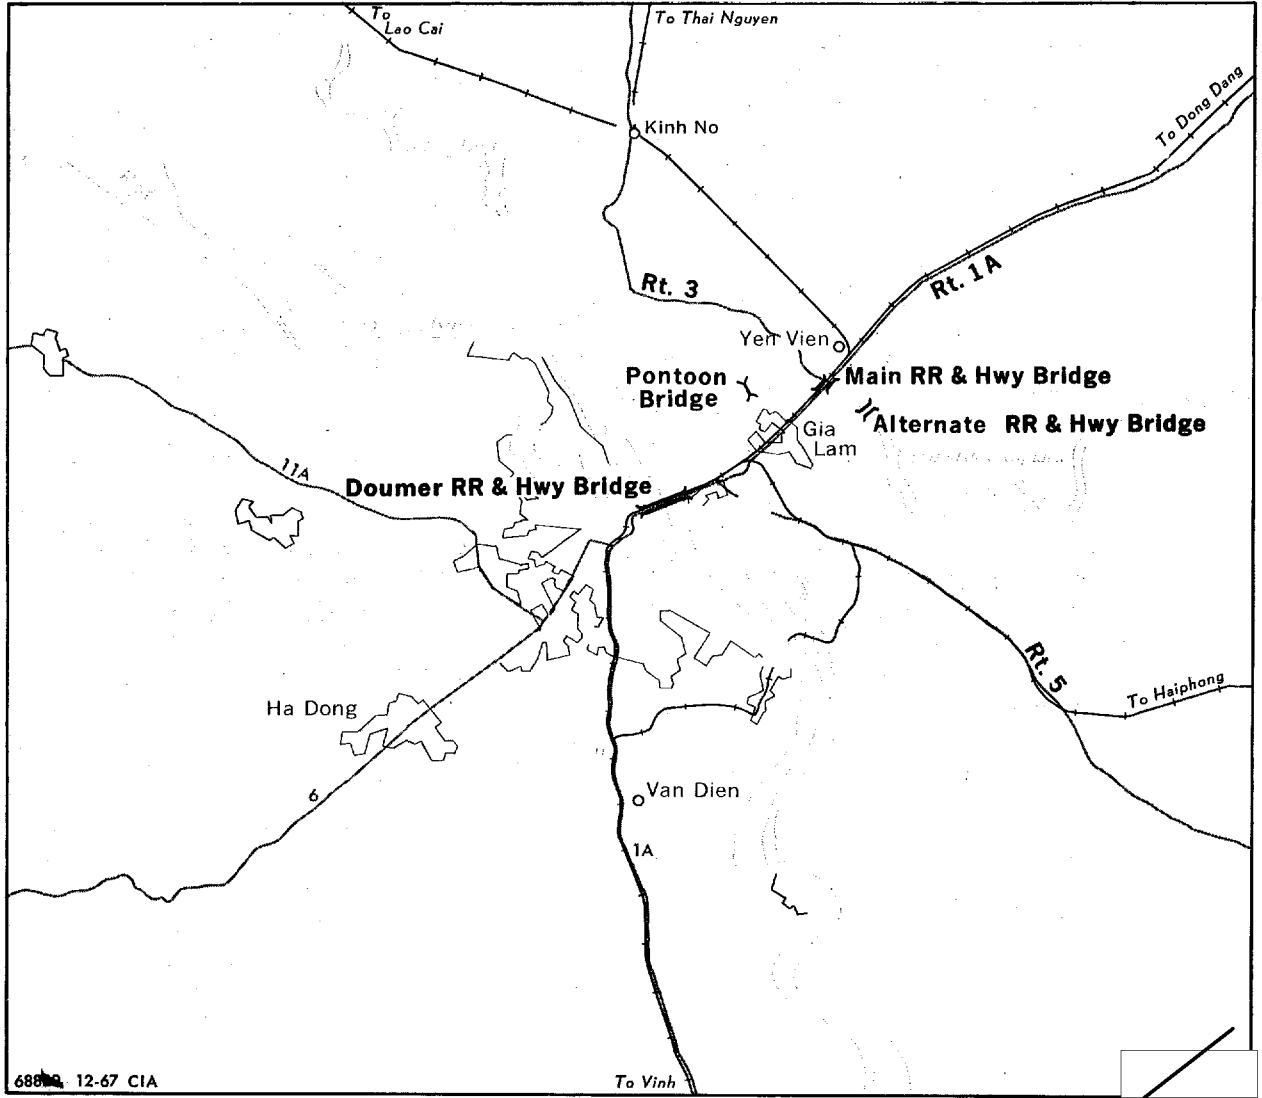 To
Lao Cai
To Thai Nguyen
To Dong Dang
Kinh No
Rt. 3
Rt. 1A
Yen Vien
Pontoon
Bridge
Main RR & Hwy Bridge
Alternate RR & Hwy Bridge
Gia
Lam
11A
Doumer RR & Hwy Bridge
Rt. 5
To Haiphong
Ha Dong
6
Van Dien
1A
To Vinh
12-67 CIA